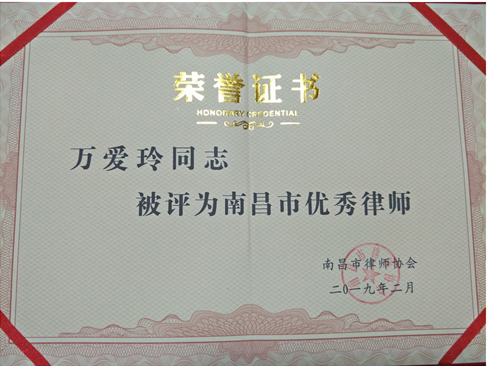 荣誉证书
HONORARY CREDENTIAL
万爱玲同志
被评为南昌市优秀律师
南昌市律师协会
二〇一九年二月